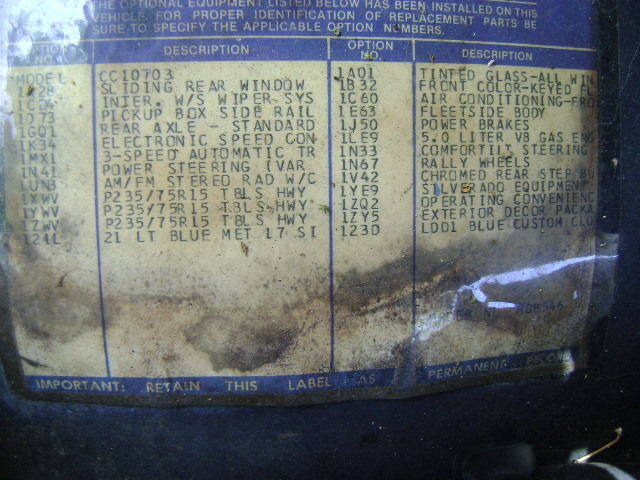 THE OPTIONAL EQUIPMENT LISTED BELOW HAS BEEN INSTALLED ON THIS
VEHICLE. FOR PROPER IDENTIFICATION OF REPLACEMENT PARTS BE
SURE TO SPECIFY THE APPLICABLE OPTION NUMBERS.
OPTION NO. DESCRIPTION OPTION NO. DESCRIPTION
MODEL CC10703 1A01 TINTED GLASS-ALL WIN
1A28 SLIDING REAR WINDOW 1B32 FRONT COLOR-KEYED FL
1CD4 INTER. W/S WIPER SYS 1C60 AIR CONDITIONING-FRO
1D73 PICKUP BOX SIDE RAIL 1E63 FLEETSIDE BODY
1GQ1 REAR AXLE - STANDARD 1J50 POWER BRAKES
1K34 ELECTRONIC SPEED CON 1LE9 5.0 LITER V8 GAS ENG
1MX1 3-SPEED AUTOMATIC TR 1N33 COMFORTILT STEERING
1N41 POWER STEERING (VAR. 1N67 RALLY WHEELS
1UN3 AM/FM STERED RAD W/C 1V42 CHROMED REAR STEP BU
1XWV P235/75R15 TBLS HWY 1YE9 SILVERADO EQUIPMENT
1YWV P235/75R15 TBLS HWY 1ZQ2 OPERATING CONVENIENC
1ZWV P235/75R15 TBLS HWY 1ZY5 EXTERIOR DECOR PACKA
121L 21 LT BLUE MET 17 SI 123D LDD1 BLUE CUSTOM CLO
IMPORTANT: RETAIN THIS LABEL AS PERMANENT RECORD